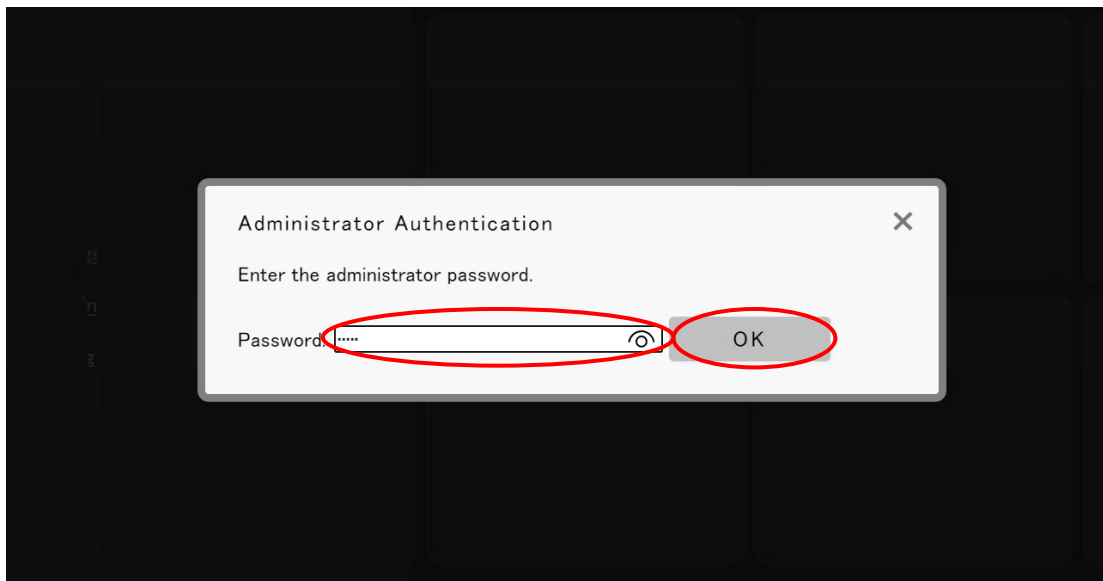 Administrator Authentication
Enter the administrator password.
Password: ····· OK